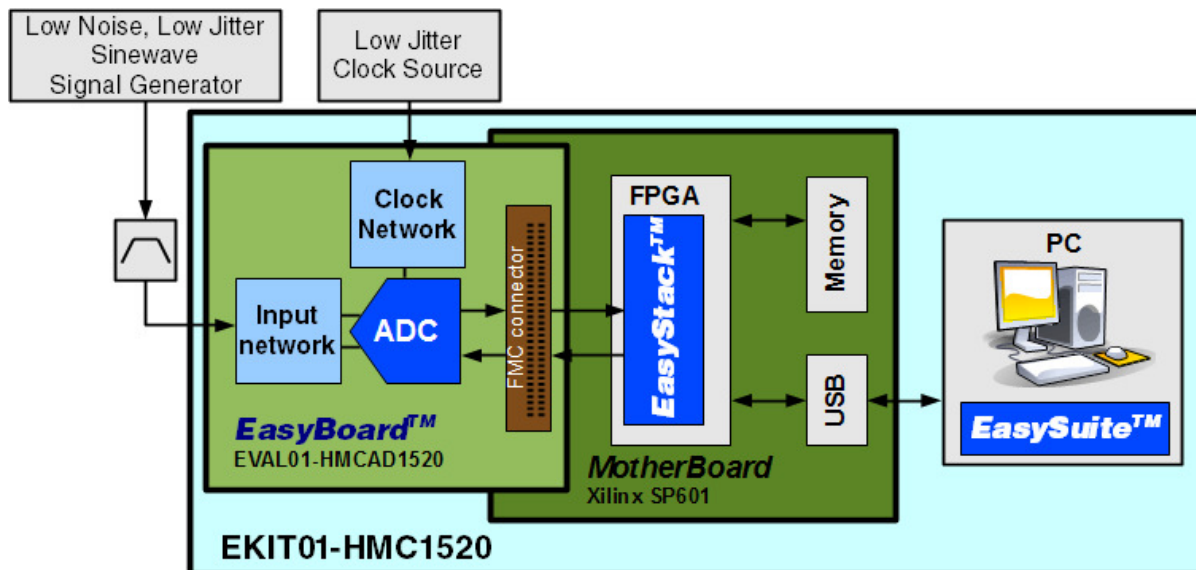 Low Noise, Low Jitter
Sinewave
Signal Generator
Low Jitter
Clock Source
Clock
Network
Input
network
ADC
FMC connector
EasyBoard™
EVAL01-HMCAD1520
FPGA
EasyStack™
Memory
USB
MotherBoard
Xilinx SP601
PC
EasySuite™
EKIT01-HMC1520